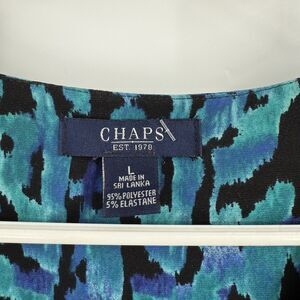 CHAPS
EST. 1978
L
MADE IN
SRI LANKA
95% POLYESTER
5% ELASTANE